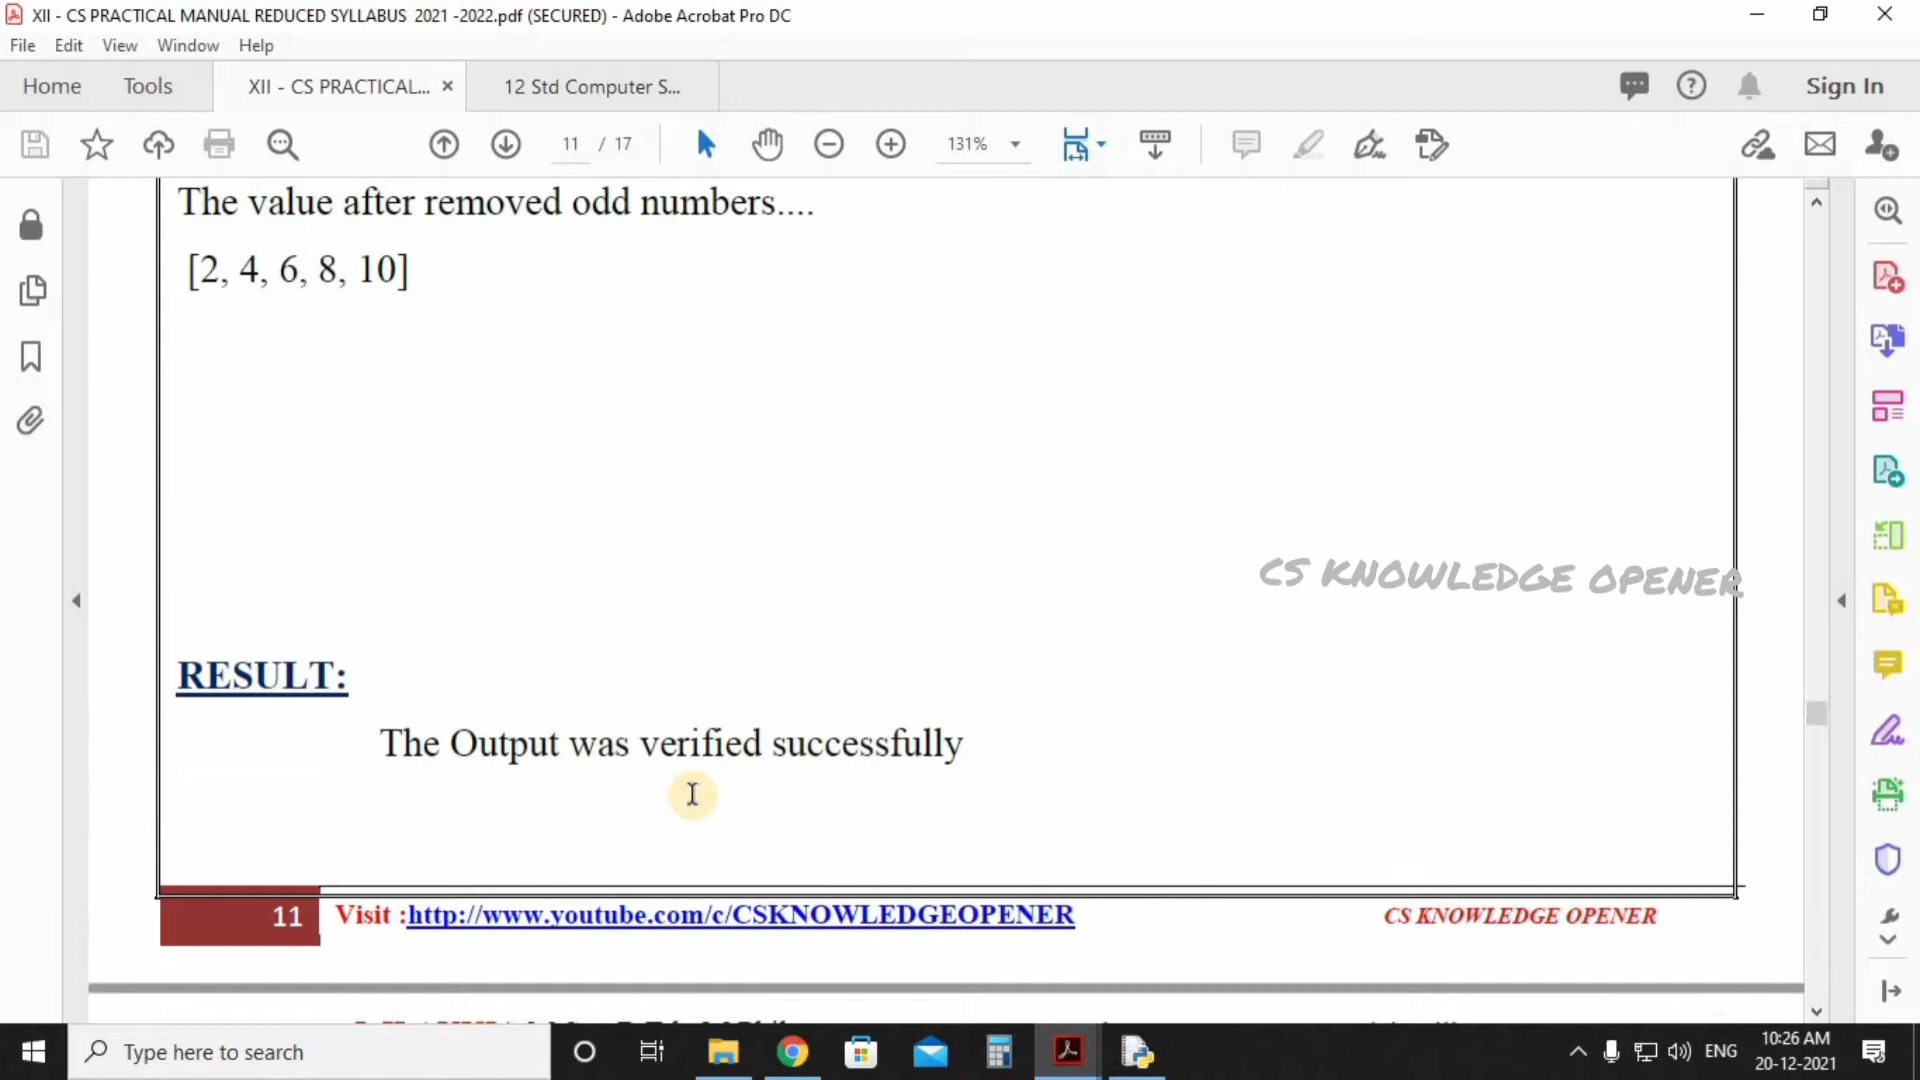 XII - CS PRACTICAL MANUAL REDUCED SYLLABUS 2021 -2022.pdf (SECURED) - Adobe Acrobat Pro DC
File Edit View Window Help
Home Tools XII - CS PRACTICAL... × 12 Std Computer S... Sign In
11 / 17 131%
The value after removed odd numbers....
[2, 4, 6, 8, 10]
CS KNOWLEDGE OPENER
RESULT:
The Output was verified successfully
11 Visit :http://www.youtube.com/c/CSKNOWLEDGEOPENER CS KNOWLEDGE OPENER
Type here to search
ENG
10:26 AM
20-12-2021